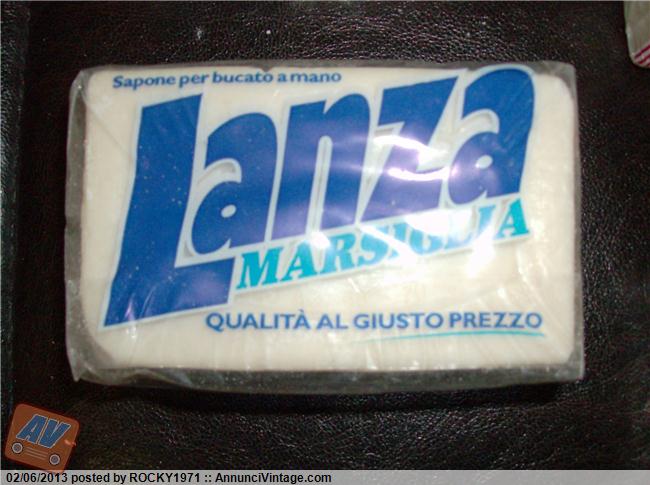 Sapone per bucato a mano
Lanza
MARSIGLIA
QUALITÀ AL GIUSTO PREZZO
AV
02/06/2013 posted by ROCKY1971 :: AnnunciVintage.com